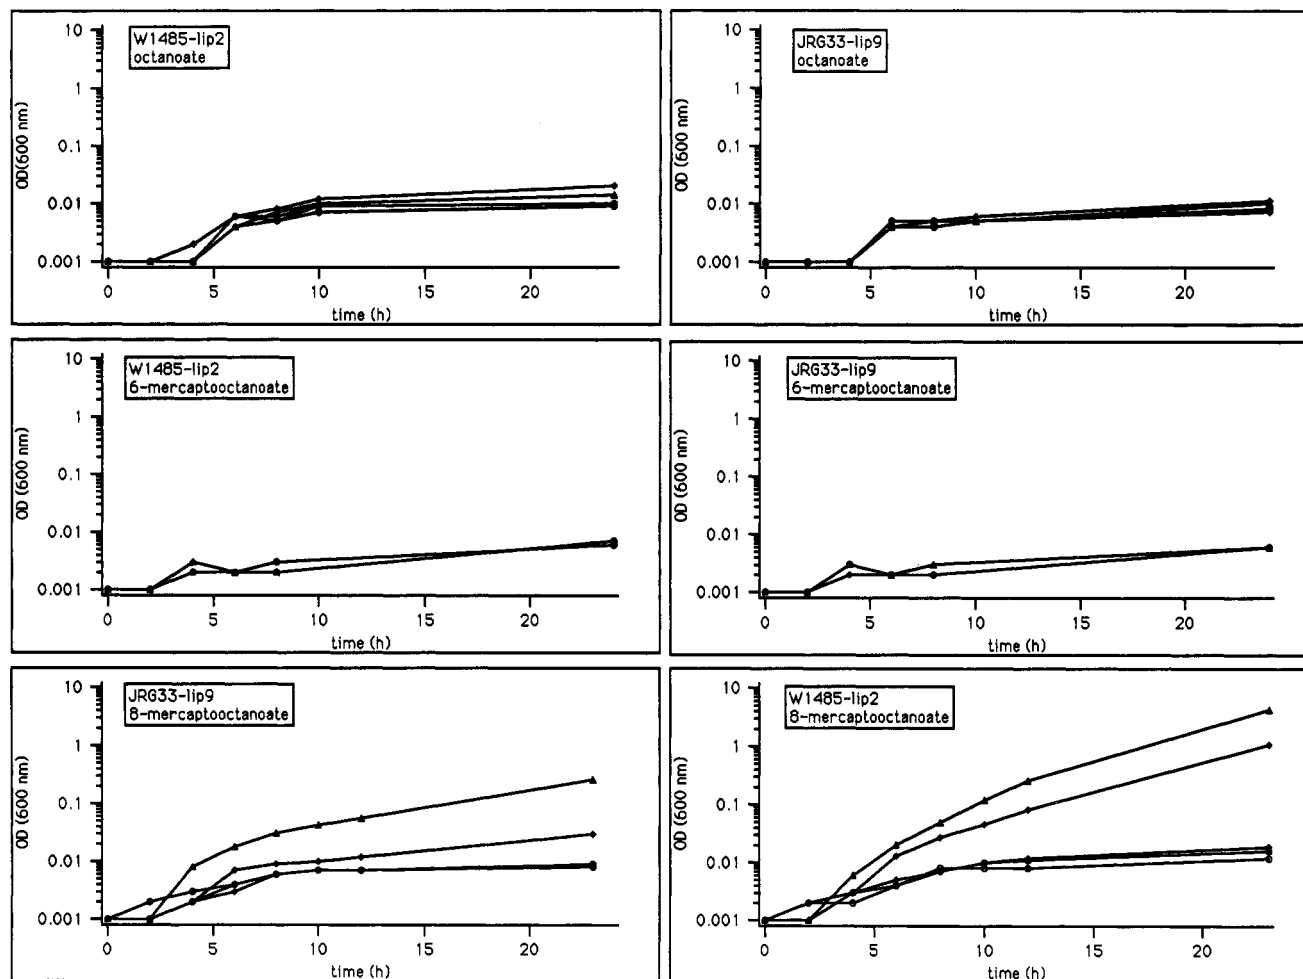 W1485-lip2
octanoate
OD(600 nm)
10
1
0.1
0.01
0.001
0 5 10 15 20
time (h)
JRG33-lip9
octanoate
OD (600 nm)
10
1
0.1
0.01
0.001
0 5 10 15 20
time (h)
W1485-lip2
6-mercaptooctanoate
OD (600 nm)
10
1
0.1
0.01
0.001
0 5 10 15 20
time (h)
JRG33-lip9
6-mercaptooctanoate
OD (600 nm)
10
1
0.1
0.01
0.001
0 5 10 15 20
time (h)
JRG33-lip9
8-mercaptooctanoate
OD (600 nm)
10
1
0.1
0.01
0.001
0 5 10 15 20
time (h)
W1485-lip2
8-mercaptooctanoate
OD (600 nm)
10
1
0.1
0.01
0.001
0 5 10 15 20
time (h)